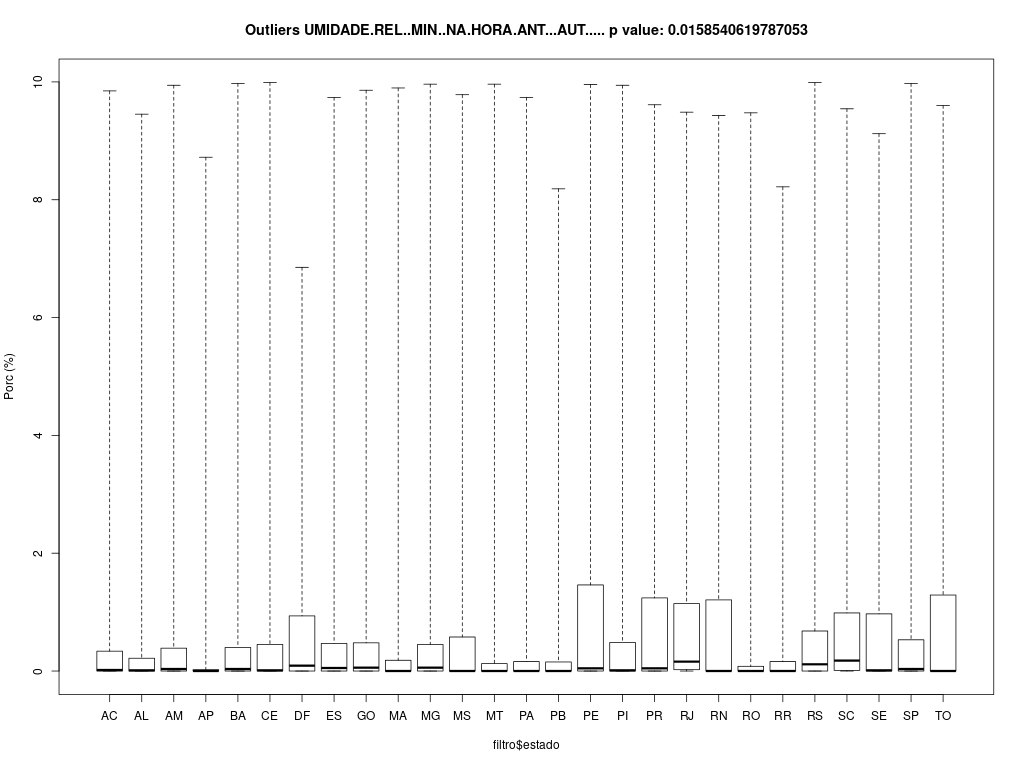 Outliers UMIDADE.REL..MIN..NA.HORA.ANT...AUT..... p value: 0.0158540619787053
Porc (%)
10
8
6
4
2
0
AC AL AM AP BA CE DF ES GO MA MG MS MT PA PB PE PI PR RJ RN RO RR RS SC SE SP TO
filtro$estado